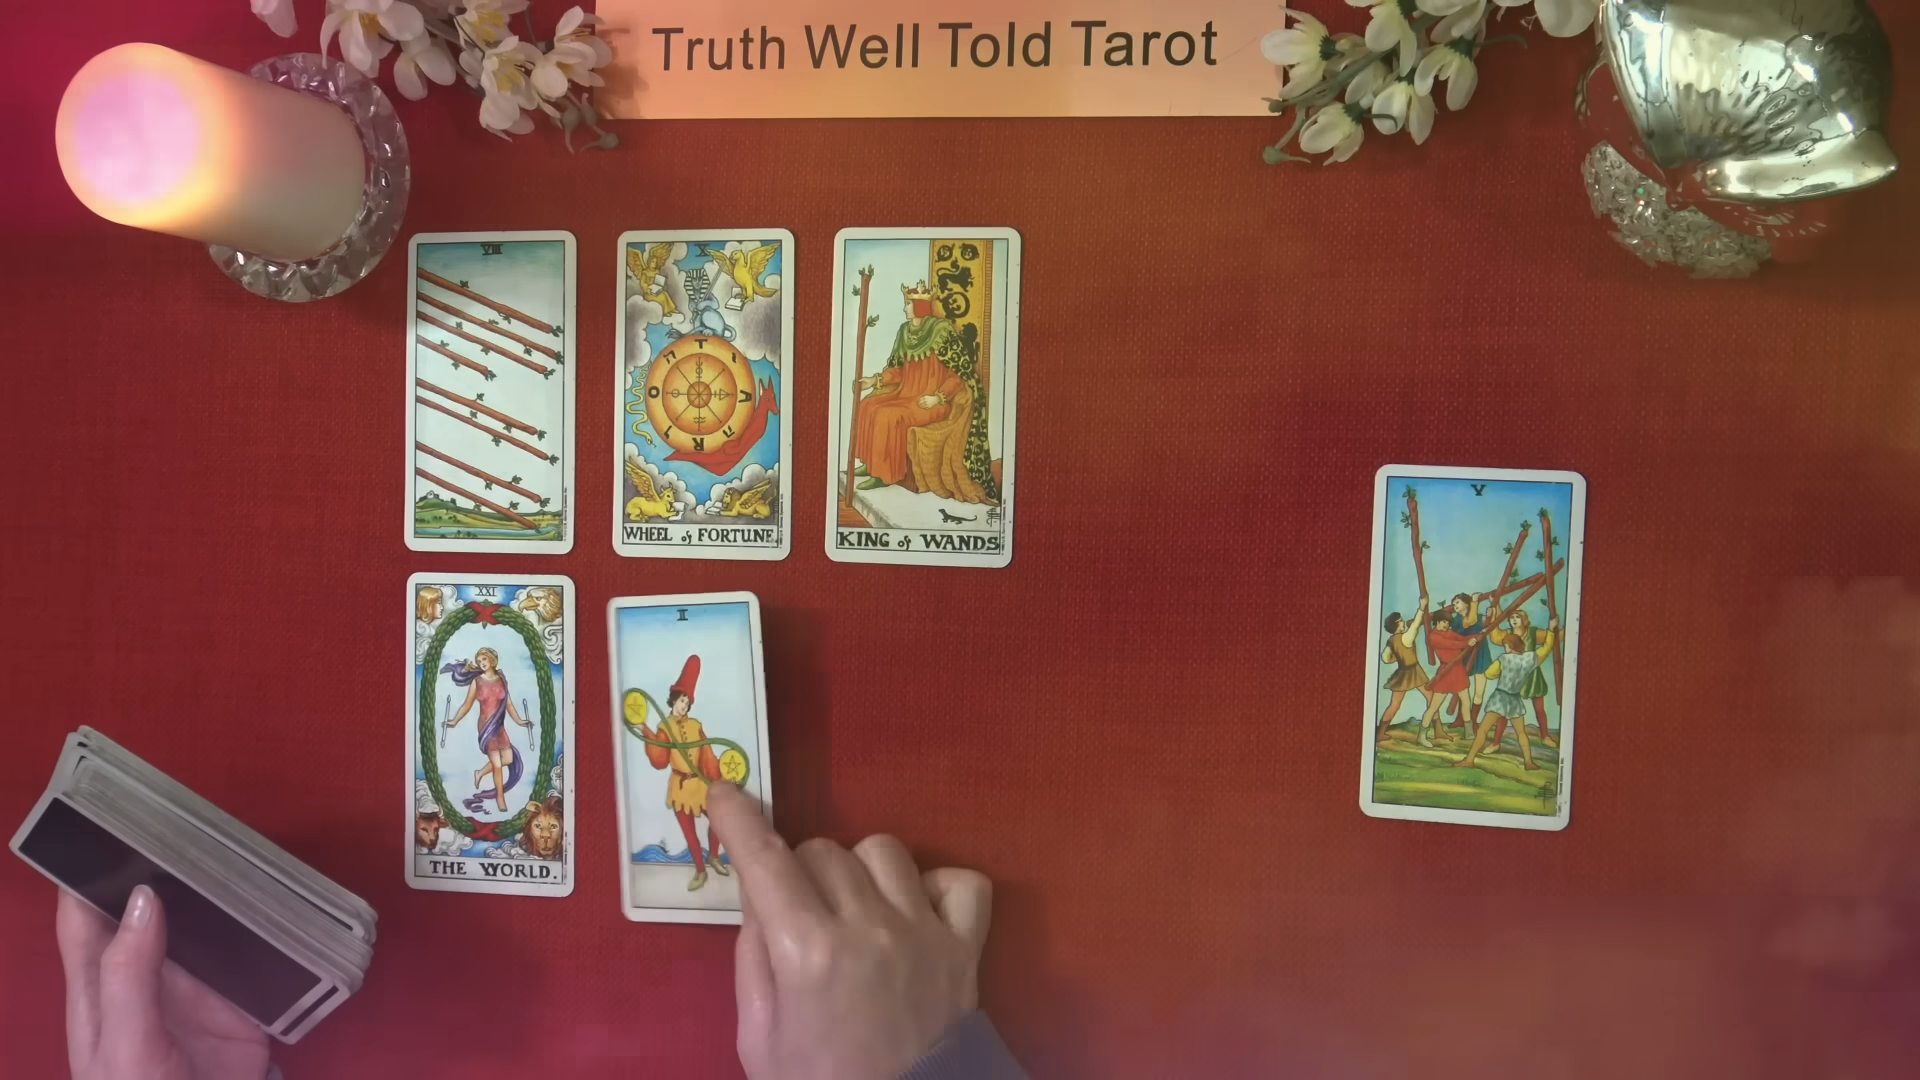 Truth Well Told Tarot
VIII
X
WHEEL of FORTUNE
KING of WANDS
V
XXI
THE WORLD.
II